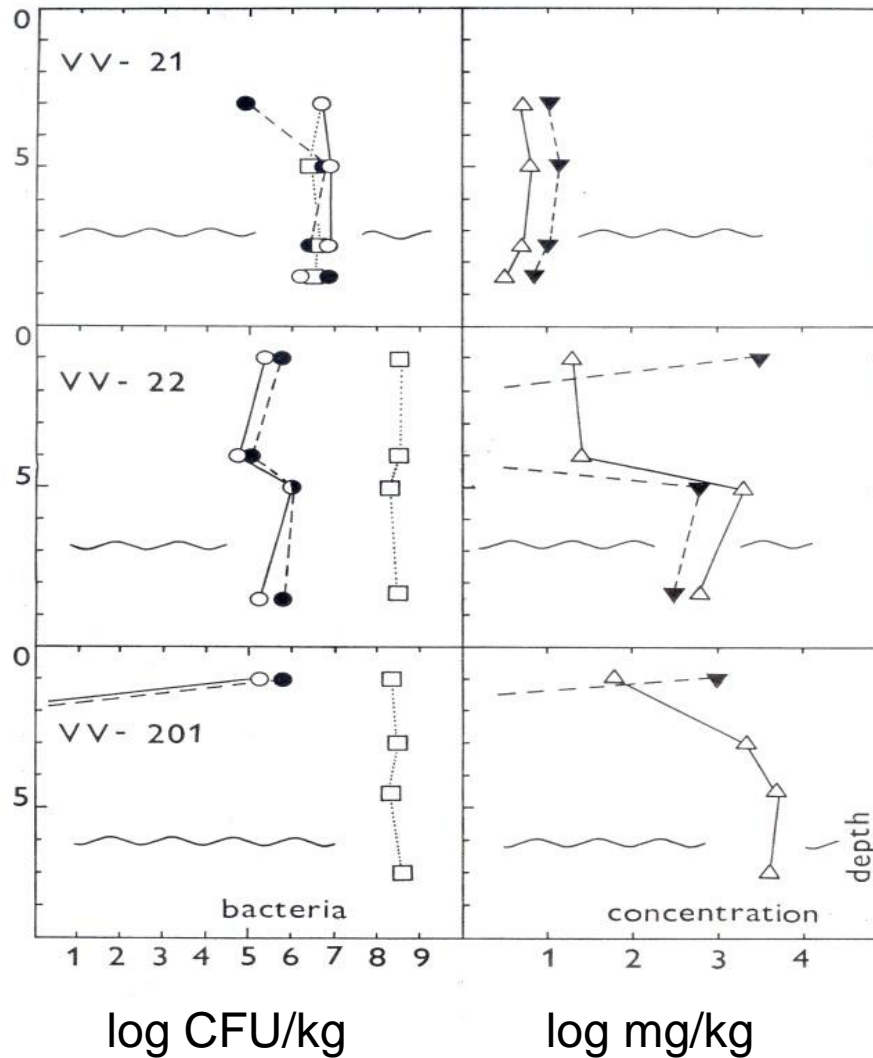 0
VV- 21
5
0
VV- 22
5
0
VV- 201
5
depth
bacteria
concentration
1 2 3 4 5 6 7 8 9
1 2 3 4
log CFU/kg
log mg/kg